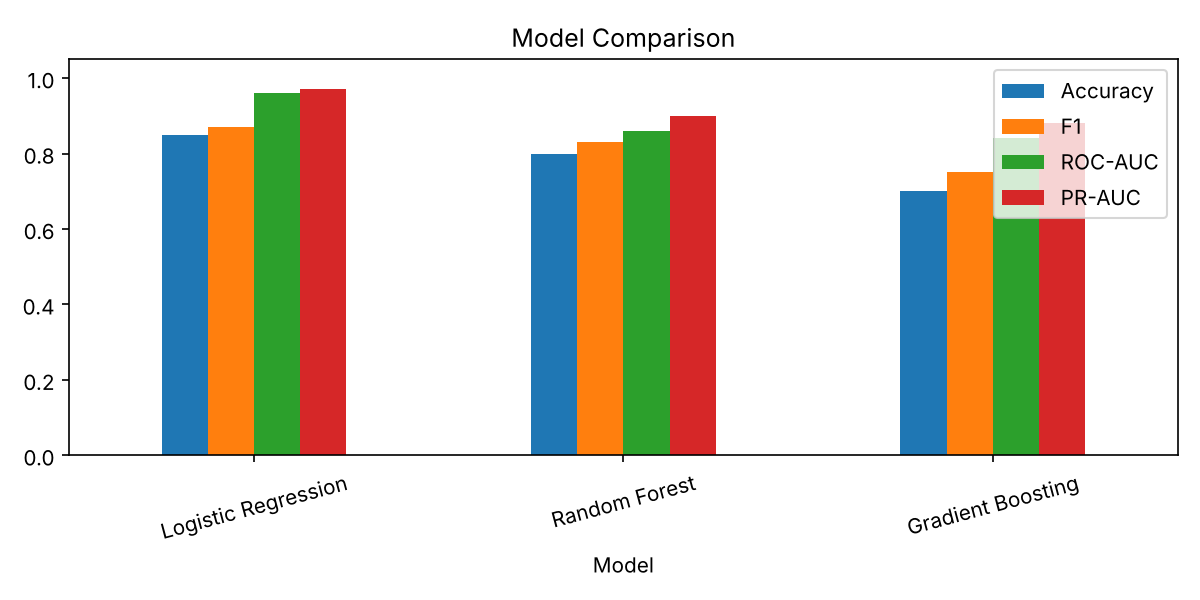 Model Comparison
1.0
0.8
0.6
0.4
0.2
0.0
Accuracy
F1
ROC-AUC
PR-AUC
Logistic Regression
Random Forest
Gradient Boosting
Model